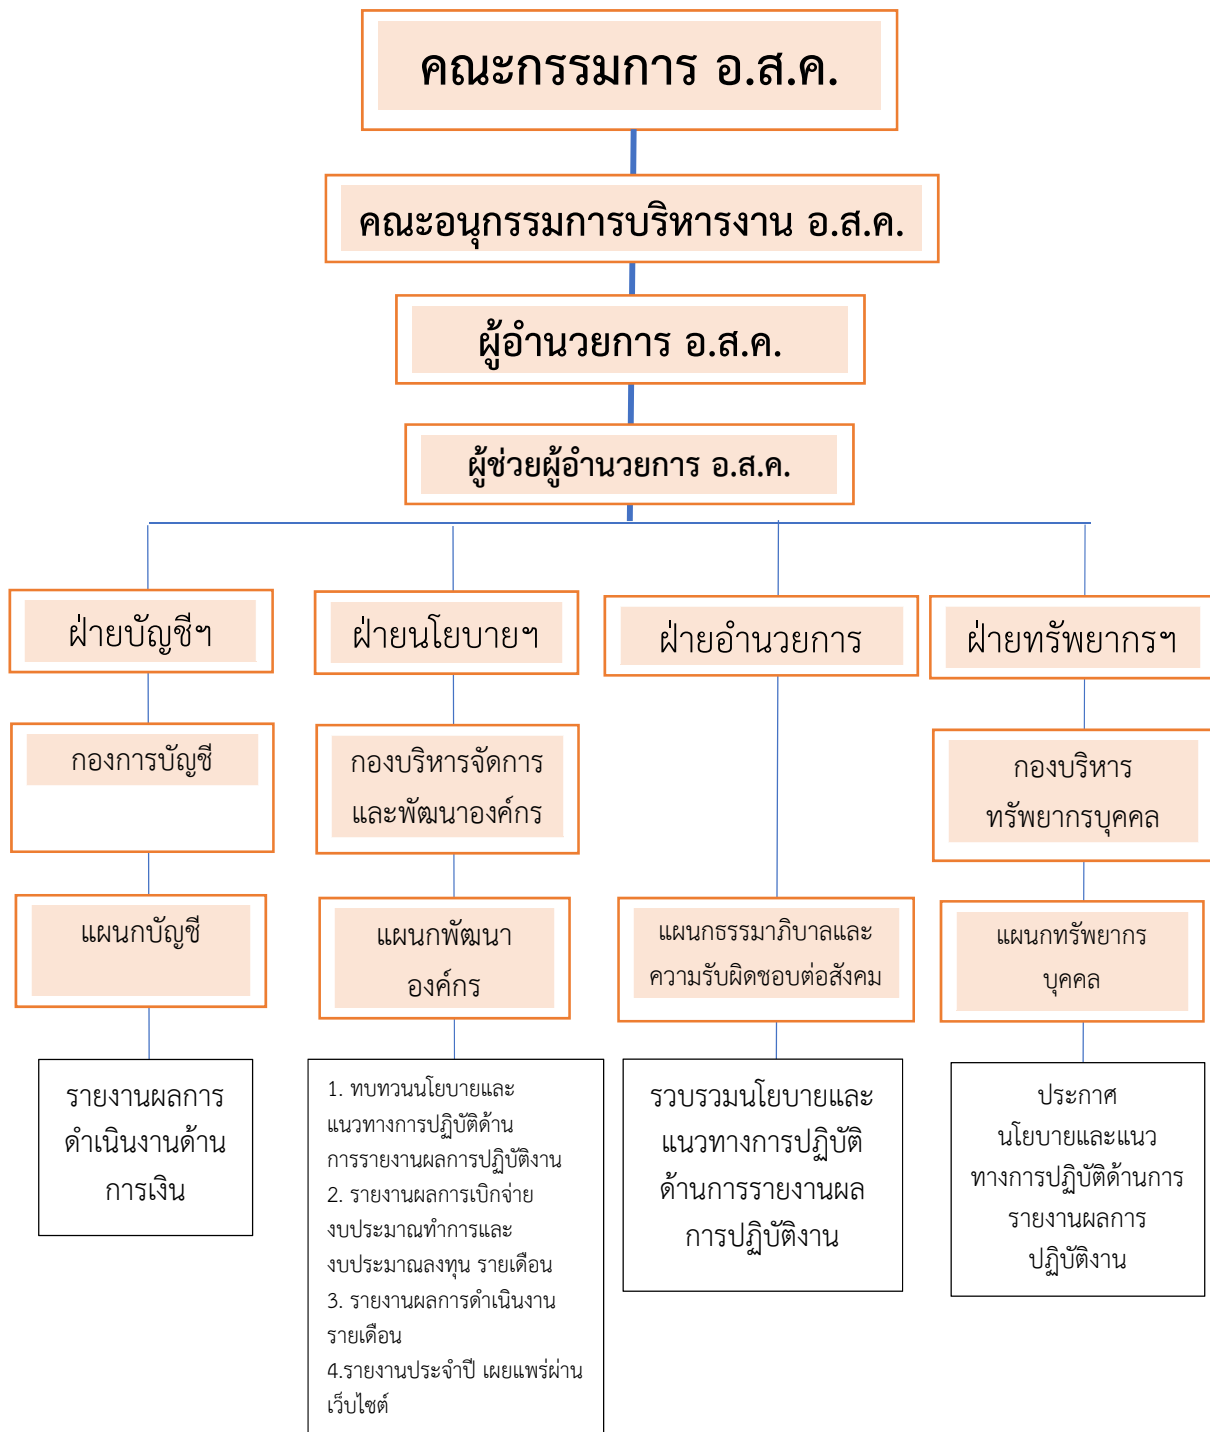 คณะกรรมการ อ.ส.ค.
คณะอนุกรรมการบริหารงาน อ.ส.ค.
ผู้อำนวยการ อ.ส.ค.
ผู้ช่วยผู้อำนวยการ อ.ส.ค.
ฝ่ายบัญชีฯ
ฝ่ายนโยบายฯ
ฝ่ายอำนวยการ
ฝ่ายทรัพยากรฯ
กองการบัญชี
กองบริหารจัดการ
และพัฒนาองค์กร
กองบริหาร
ทรัพยากรบุคคล
แผนกบัญชี
แผนกพัฒนา
องค์กร
แผนกธรรมาภิบาลและ
ความรับผิดชอบต่อสังคม
แผนกทรัพยากร
บุคคล
รายงานผลการ
ดำเนินงานด้าน
การเงิน
1. ทบทวนนโยบายและ
แนวทางการปฏิบัติด้าน
การรายงานผลการปฏิบัติงาน
2. รายงานผลการเบิกจ่าย
งบประมาณทำการและ
งบประมาณลงทุน รายเดือน
3. รายงานผลการดำเนินงาน
รายเดือน
4.รายงานประจำปี เผยแพร่ผ่าน
เว็บไซต์
รวบรวมนโยบายและ
แนวทางการปฏิบัติ
ด้านการรายงานผล
การปฏิบัติงาน
ประกาศ
นโยบายและแนว
ทางการปฏิบัติด้านการ
รายงานผลการ
ปฏิบัติงาน